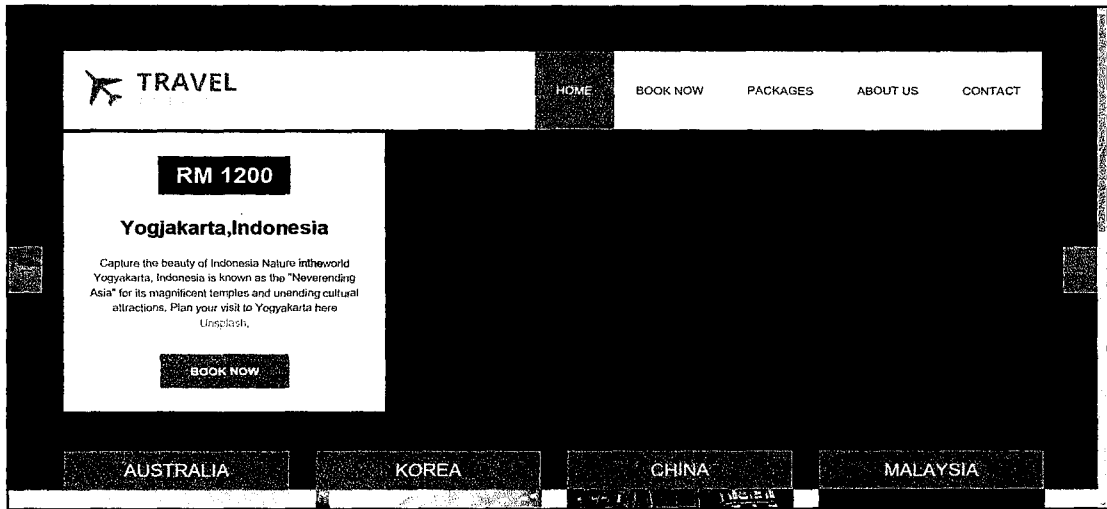 TRAVEL
HOME BOOK NOW PACKAGES ABOUT US CONTACT
RM 1200
Yogjakarta,Indonesia
Capture the beauty of Indonesia Nature intheworld
Yogyakarta, Indonesia is known as the "Neverending
Asia" for its magnificent temples and unending cultural
attractions. Plan your visit to Yogyakarta here
Unsplash.
BOOK NOW
AUSTRALIA KOREA CHINA MALAYSIA